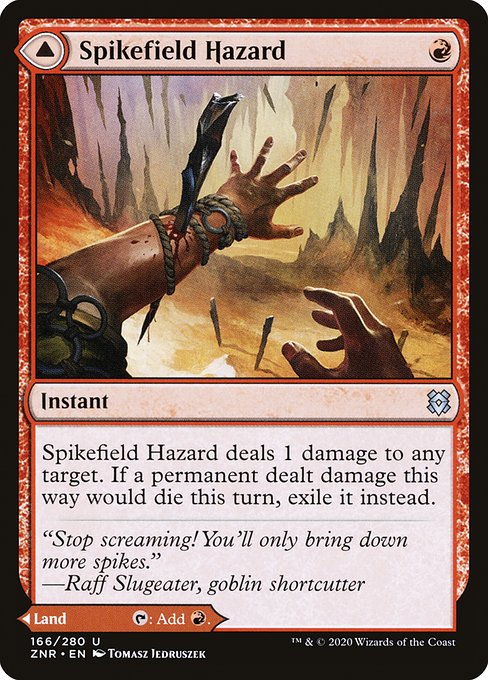 Spikefield Hazard
Instant
Spikefield Hazard deals 1 damage to any
target. If a permanent dealt damage this
way would die this turn, exile it instead.
“Stop screaming! You’ll only bring down
more spikes.”
—Raff Slugeater, goblin shortcutter
Land : Add .
166/280 U
ZNR • EN Tomasz Jedruszek
™ & © 2020 Wizards of the Coast